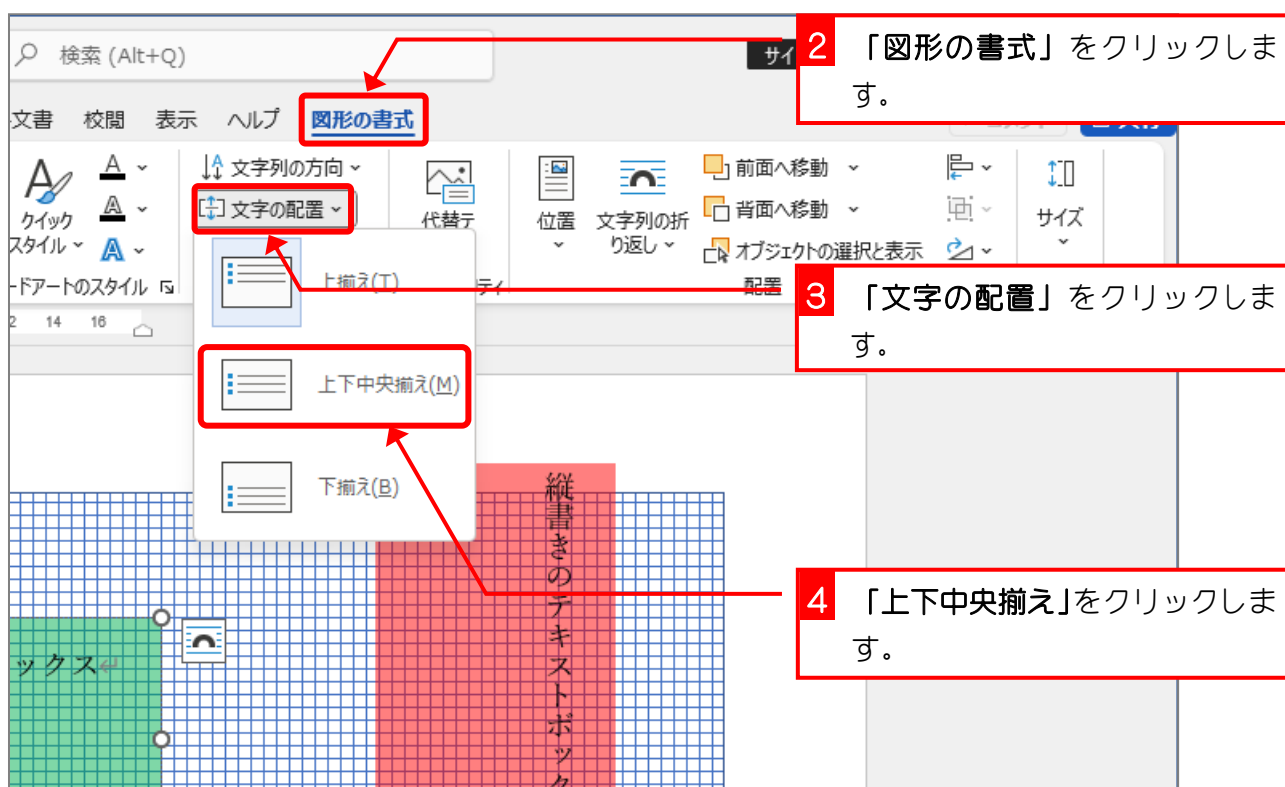 検索 (Alt+Q)
サイ
2 「図形の書式」をクリックしま
す。
文書 校閲 表示 ヘルプ 図形の書式
文字列の方向
文字の配置
クイック
スタイル
代替テ
位置
文字列の折
り返し
前面へ移動
背面へ移動
オブジェクトの選択と表示
サイズ
ードアートのスタイル
ティ
配置
3 「文字の配置」をクリックしま
す。
上揃え(T)
上下中央揃え(M)
下揃え(B)
2 14 16
4 「上下中央揃え」をクリックしま
す。
ックス↵
縦書きのテキストボック